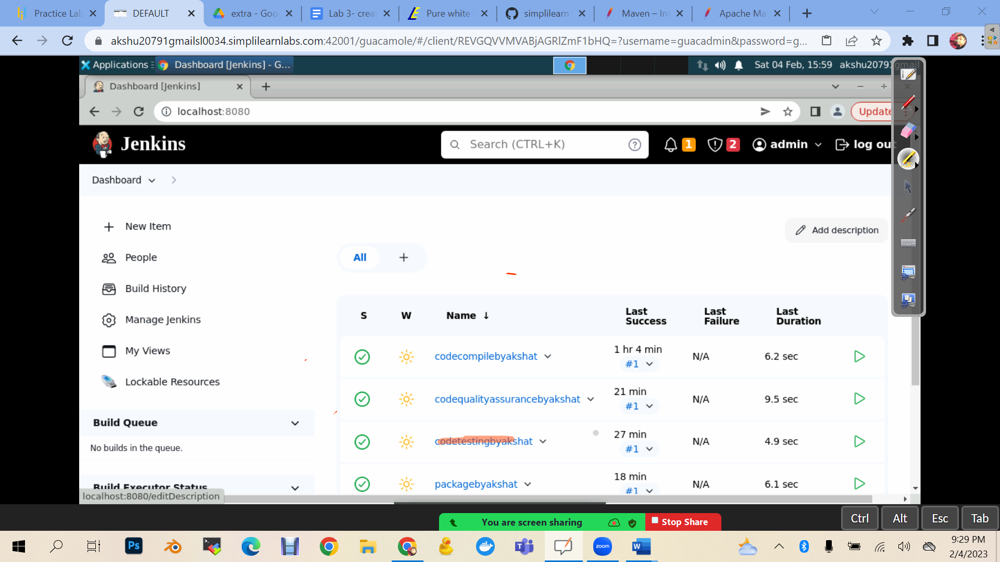 Practice Lab
DEFAULT
extra - Goo
Lab 3- crea
Pure white
simplilearn
Maven – Int
Apache Ma
akshu20791gmailsl0034.simplilearnlabs.com:42001/guacamole/#/client/REVGQVVMVABjAGRlZmF1bHQ=?username=guacadmin&password=g...
Applications
Dashboard [Jenkins] - G...
Sat 04 Feb, 15:59
akshu20791gmail
Dashboard [Jenkins]
localhost:8080
Update
Jenkins
Search (CTRL+K)
1
2
admin
log out
Dashboard
New Item
People
Build History
Manage Jenkins
My Views
Lockable Resources
Add description
All
S W Name ↓ Last Success Last Failure Last Duration
codecompilebyakshat 1 hr 4 min #1 N/A 6.2 sec
codequalityassurancebyakshat 21 min #1 N/A 9.5 sec
codetestingbyakshat 27 min #1 N/A 4.9 sec
packagebyakshat 18 min #1 N/A 6.1 sec
Build Queue
No builds in the queue.
Build Executor Status
localhost:8080/editDescription
Ctrl
Alt
Esc
Tab
You are screen sharing
Stop Share
Ps
zoom
W
9:29 PM
2/4/2023